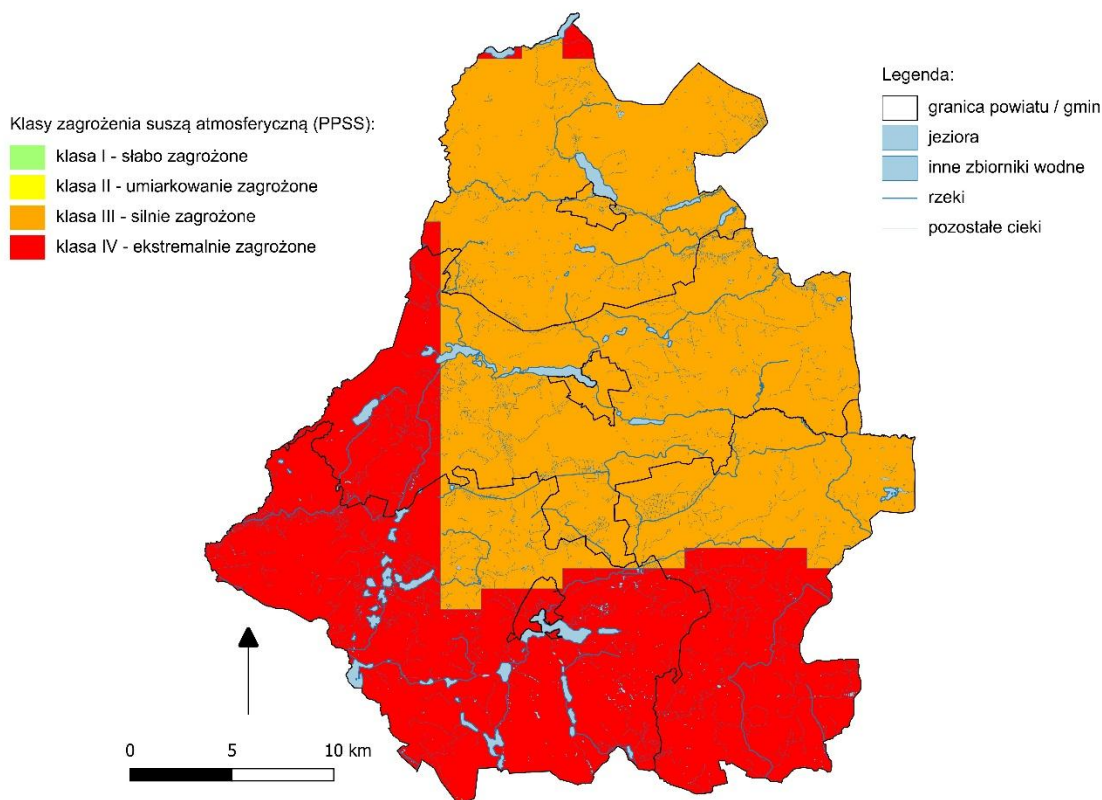 Klasy zagrożenia suszą atmosferyczną (PPSS):
klasa I - słabo zagrożone
klasa II - umiarkowanie zagrożone
klasa III - silnie zagrożone
klasa IV - ekstremalnie zagrożone
Legenda:
granica powiatu / gmin
jeziora
inne zbiorniki wodne
rzeki
pozostałe cieki
0 5 10 km